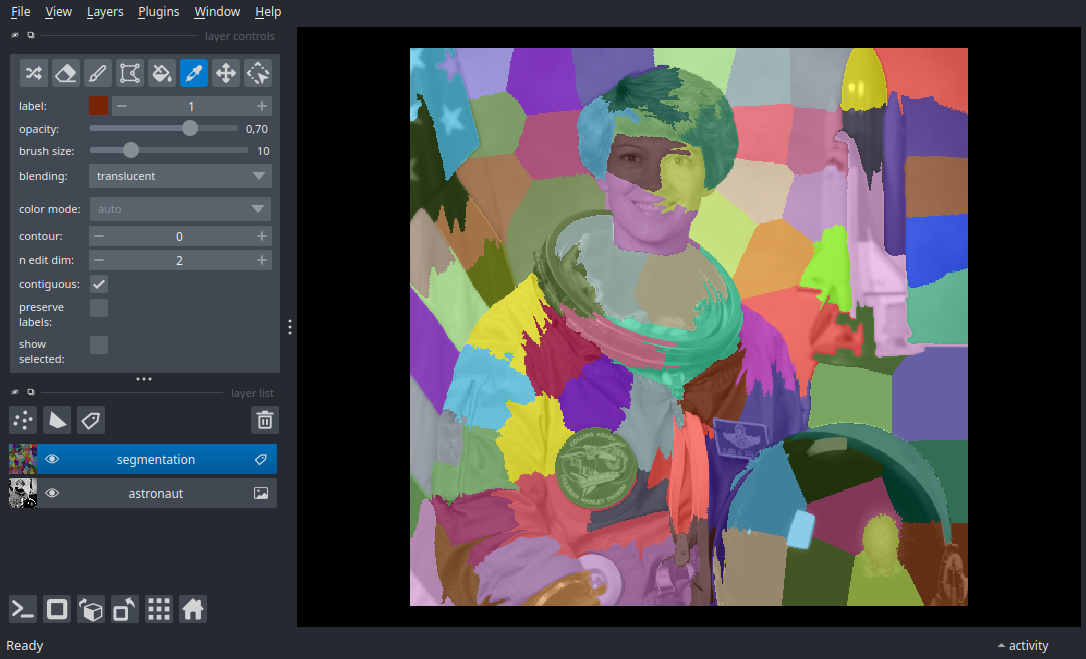 File View Layers Plugins Window Help
layer controls
label: 1
opacity: 0,70
brush size: 10
blending: translucent
color mode: auto
contour: 0
n edit dim: 2
contiguous:
preserve
labels:
show
selected:
layer list
segmentation
astronaut
Ready
activity